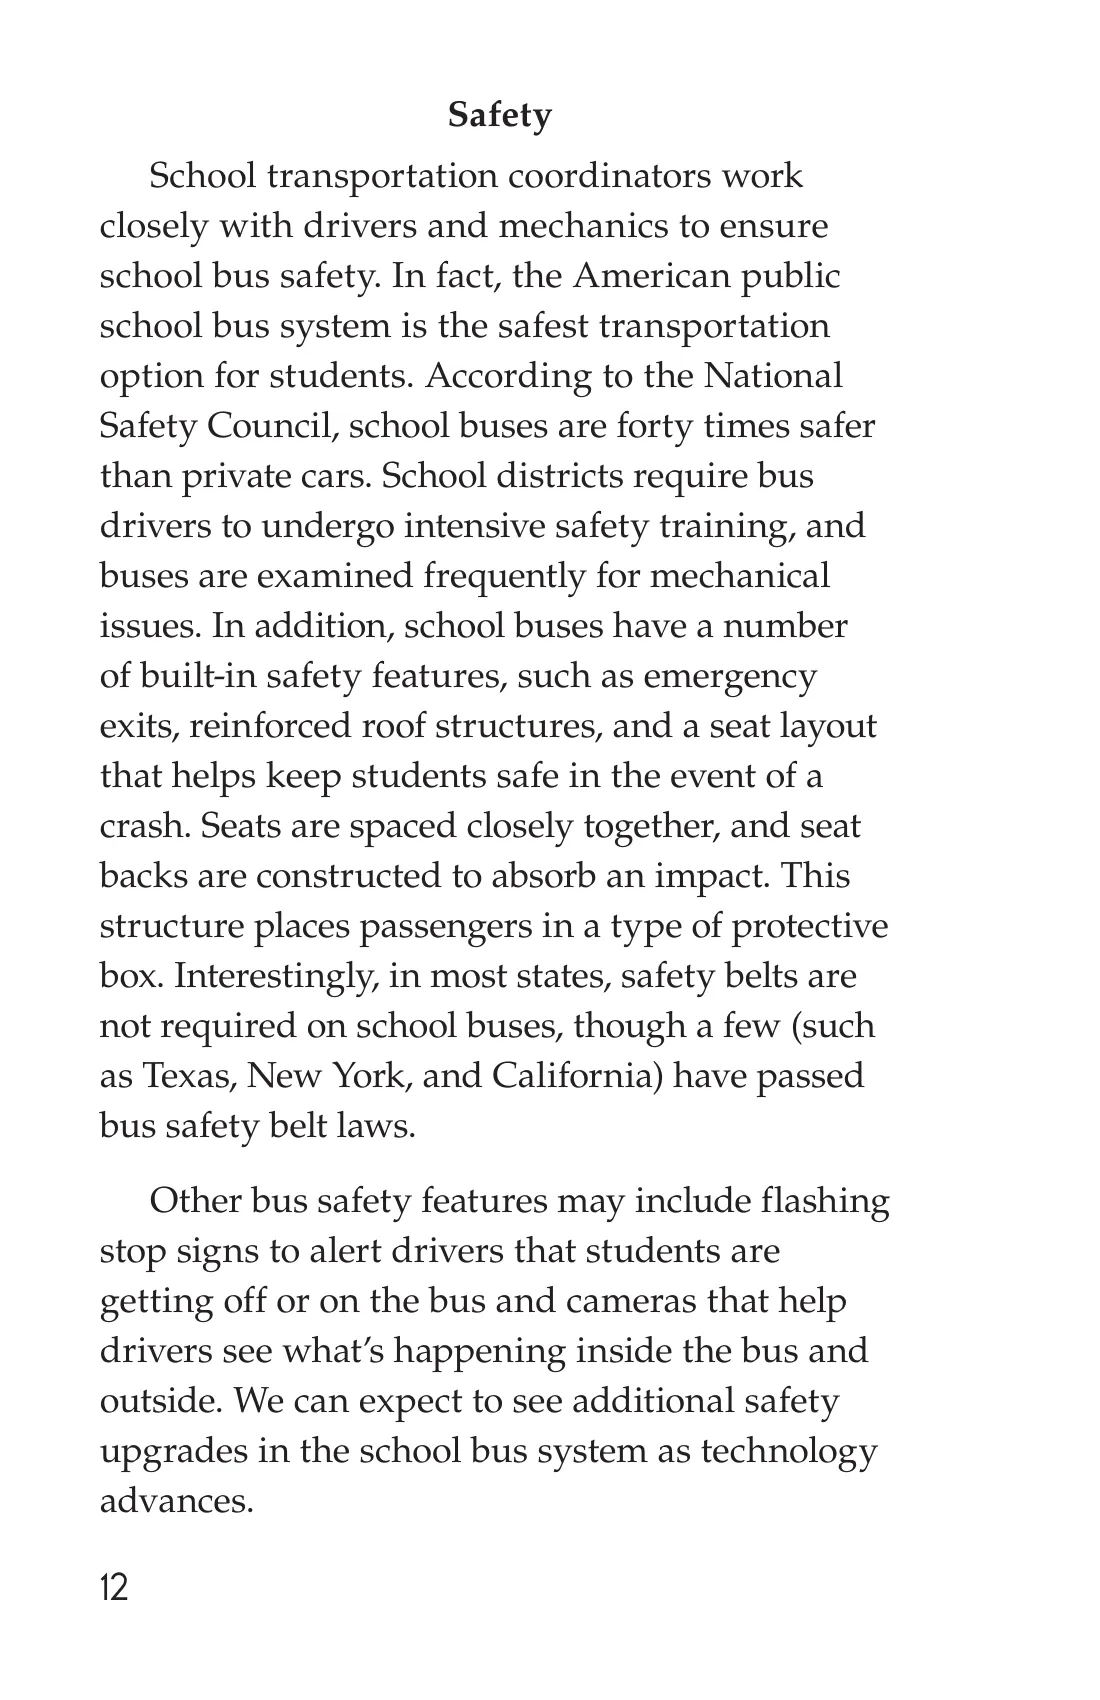 Safety
School transportation coordinators work
closely with drivers and mechanics to ensure
school bus safety. In fact, the American public
school bus system is the safest transportation
option for students. According to the National
Safety Council, school buses are forty times safer
than private cars. School districts require bus
drivers to undergo intensive safety training, and
buses are examined frequently for mechanical
issues. In addition, school buses have a number
of built-in safety features, such as emergency
exits, reinforced roof structures, and a seat layout
that helps keep students safe in the event of a
crash. Seats are spaced closely together, and seat
backs are constructed to absorb an impact. This
structure places passengers in a type of protective
box. Interestingly, in most states, safety belts are
not required on school buses, though a few (such
as Texas, New York, and California) have passed
bus safety belt laws.
Other bus safety features may include flashing
stop signs to alert drivers that students are
getting off or on the bus and cameras that help
drivers see what’s happening inside the bus and
outside. We can expect to see additional safety
upgrades in the school bus system as technology
advances.
12